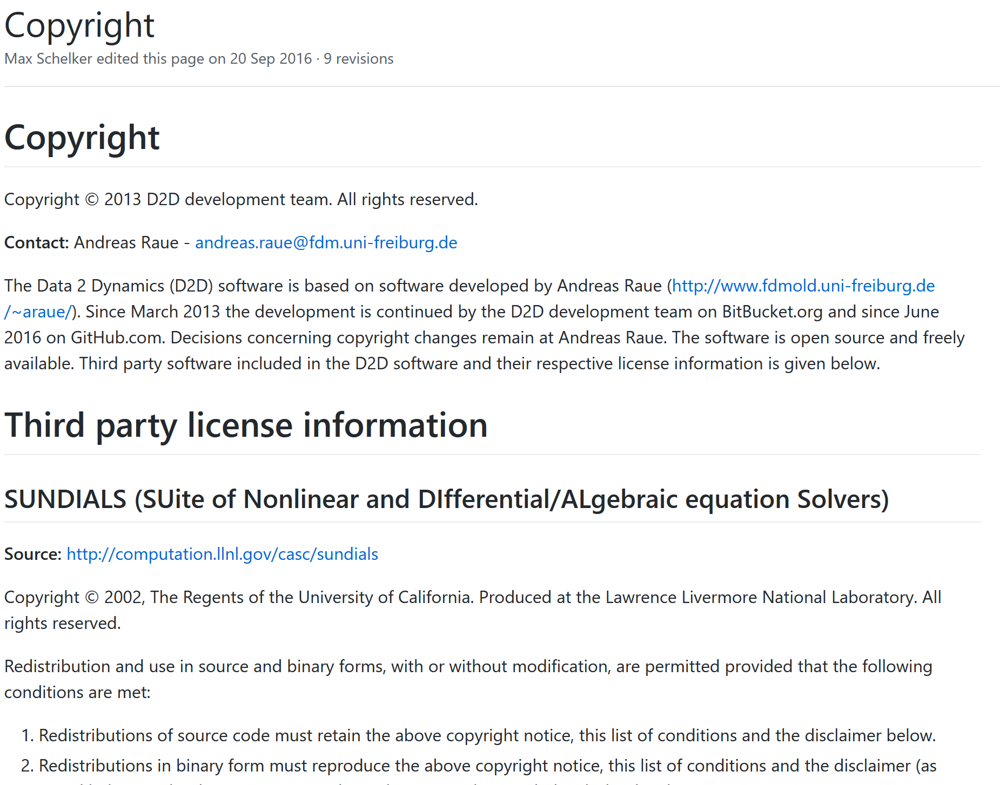 Copyright
Max Schelker edited this page on 20 Sep 2016 · 9 revisions
Copyright
Copyright © 2013 D2D development team. All rights reserved.
Contact: Andreas Raue - andreas.raue@fdm.uni-freiburg.de
The Data 2 Dynamics (D2D) software is based on software developed by Andreas Raue (http://www.fdmold.uni-freiburg.de
/~araue/). Since March 2013 the development is continued by the D2D development team on BitBucket.org and since June
2016 on GitHub.com. Decisions concerning copyright changes remain at Andreas Raue. The software is open source and freely
available. Third party software included in the D2D software and their respective license information is given below.
Third party license information
SUNDIALS (SUite of Nonlinear and DIfferential/ALgebraic equation Solvers)
Source: http://computation.llnl.gov/casc/sundials
Copyright © 2002, The Regents of the University of California. Produced at the Lawrence Livermore National Laboratory. All
rights reserved.
Redistribution and use in source and binary forms, with or without modification, are permitted provided that the following
conditions are met:
1. Redistributions of source code must retain the above copyright notice, this list of conditions and the disclaimer below.
2. Redistributions in binary form must reproduce the above copyright notice, this list of conditions and the disclaimer (as